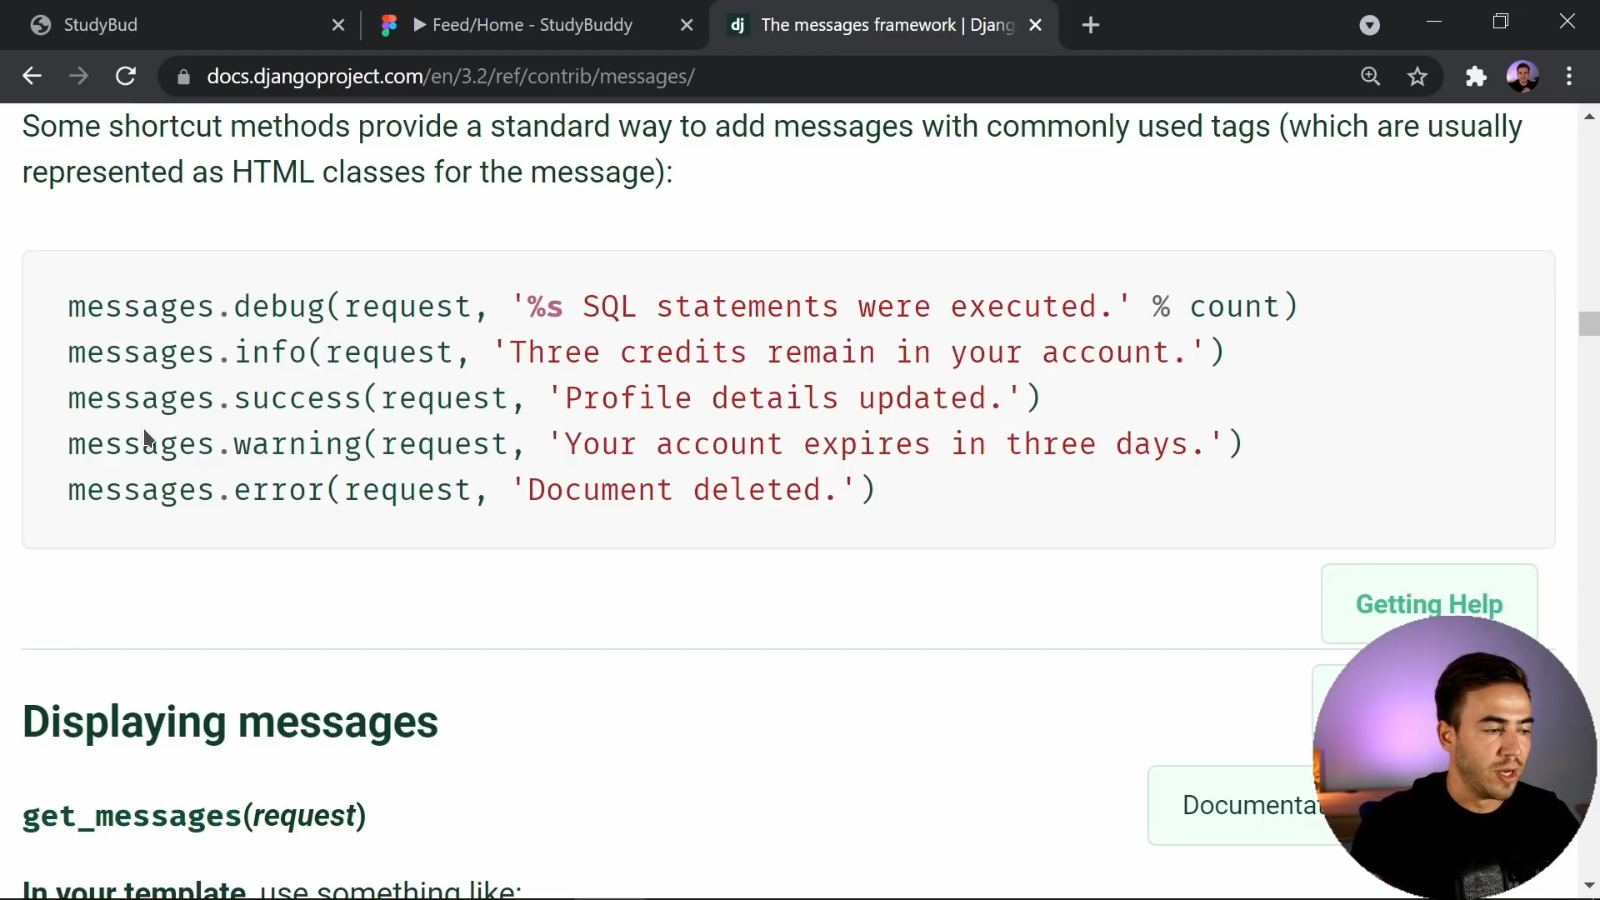 StudyBud
Feed/Home - StudyBuddy
dj The messages framework | Djang
docs.djangoproject.com/en/3.2/ref/contrib/messages/
Some shortcut methods provide a standard way to add messages with commonly used tags (which are usually
represented as HTML classes for the message):
messages.debug(request, '%s SQL statements were executed.' % count)
messages.info(request, 'Three credits remain in your account.')
messages.success(request, 'Profile details updated.')
messages.warning(request, 'Your account expires in three days.')
messages.error(request, 'Document deleted.')
Getting Help
Displaying messages
get_messages(request)
Documentat
In your template, use something like: